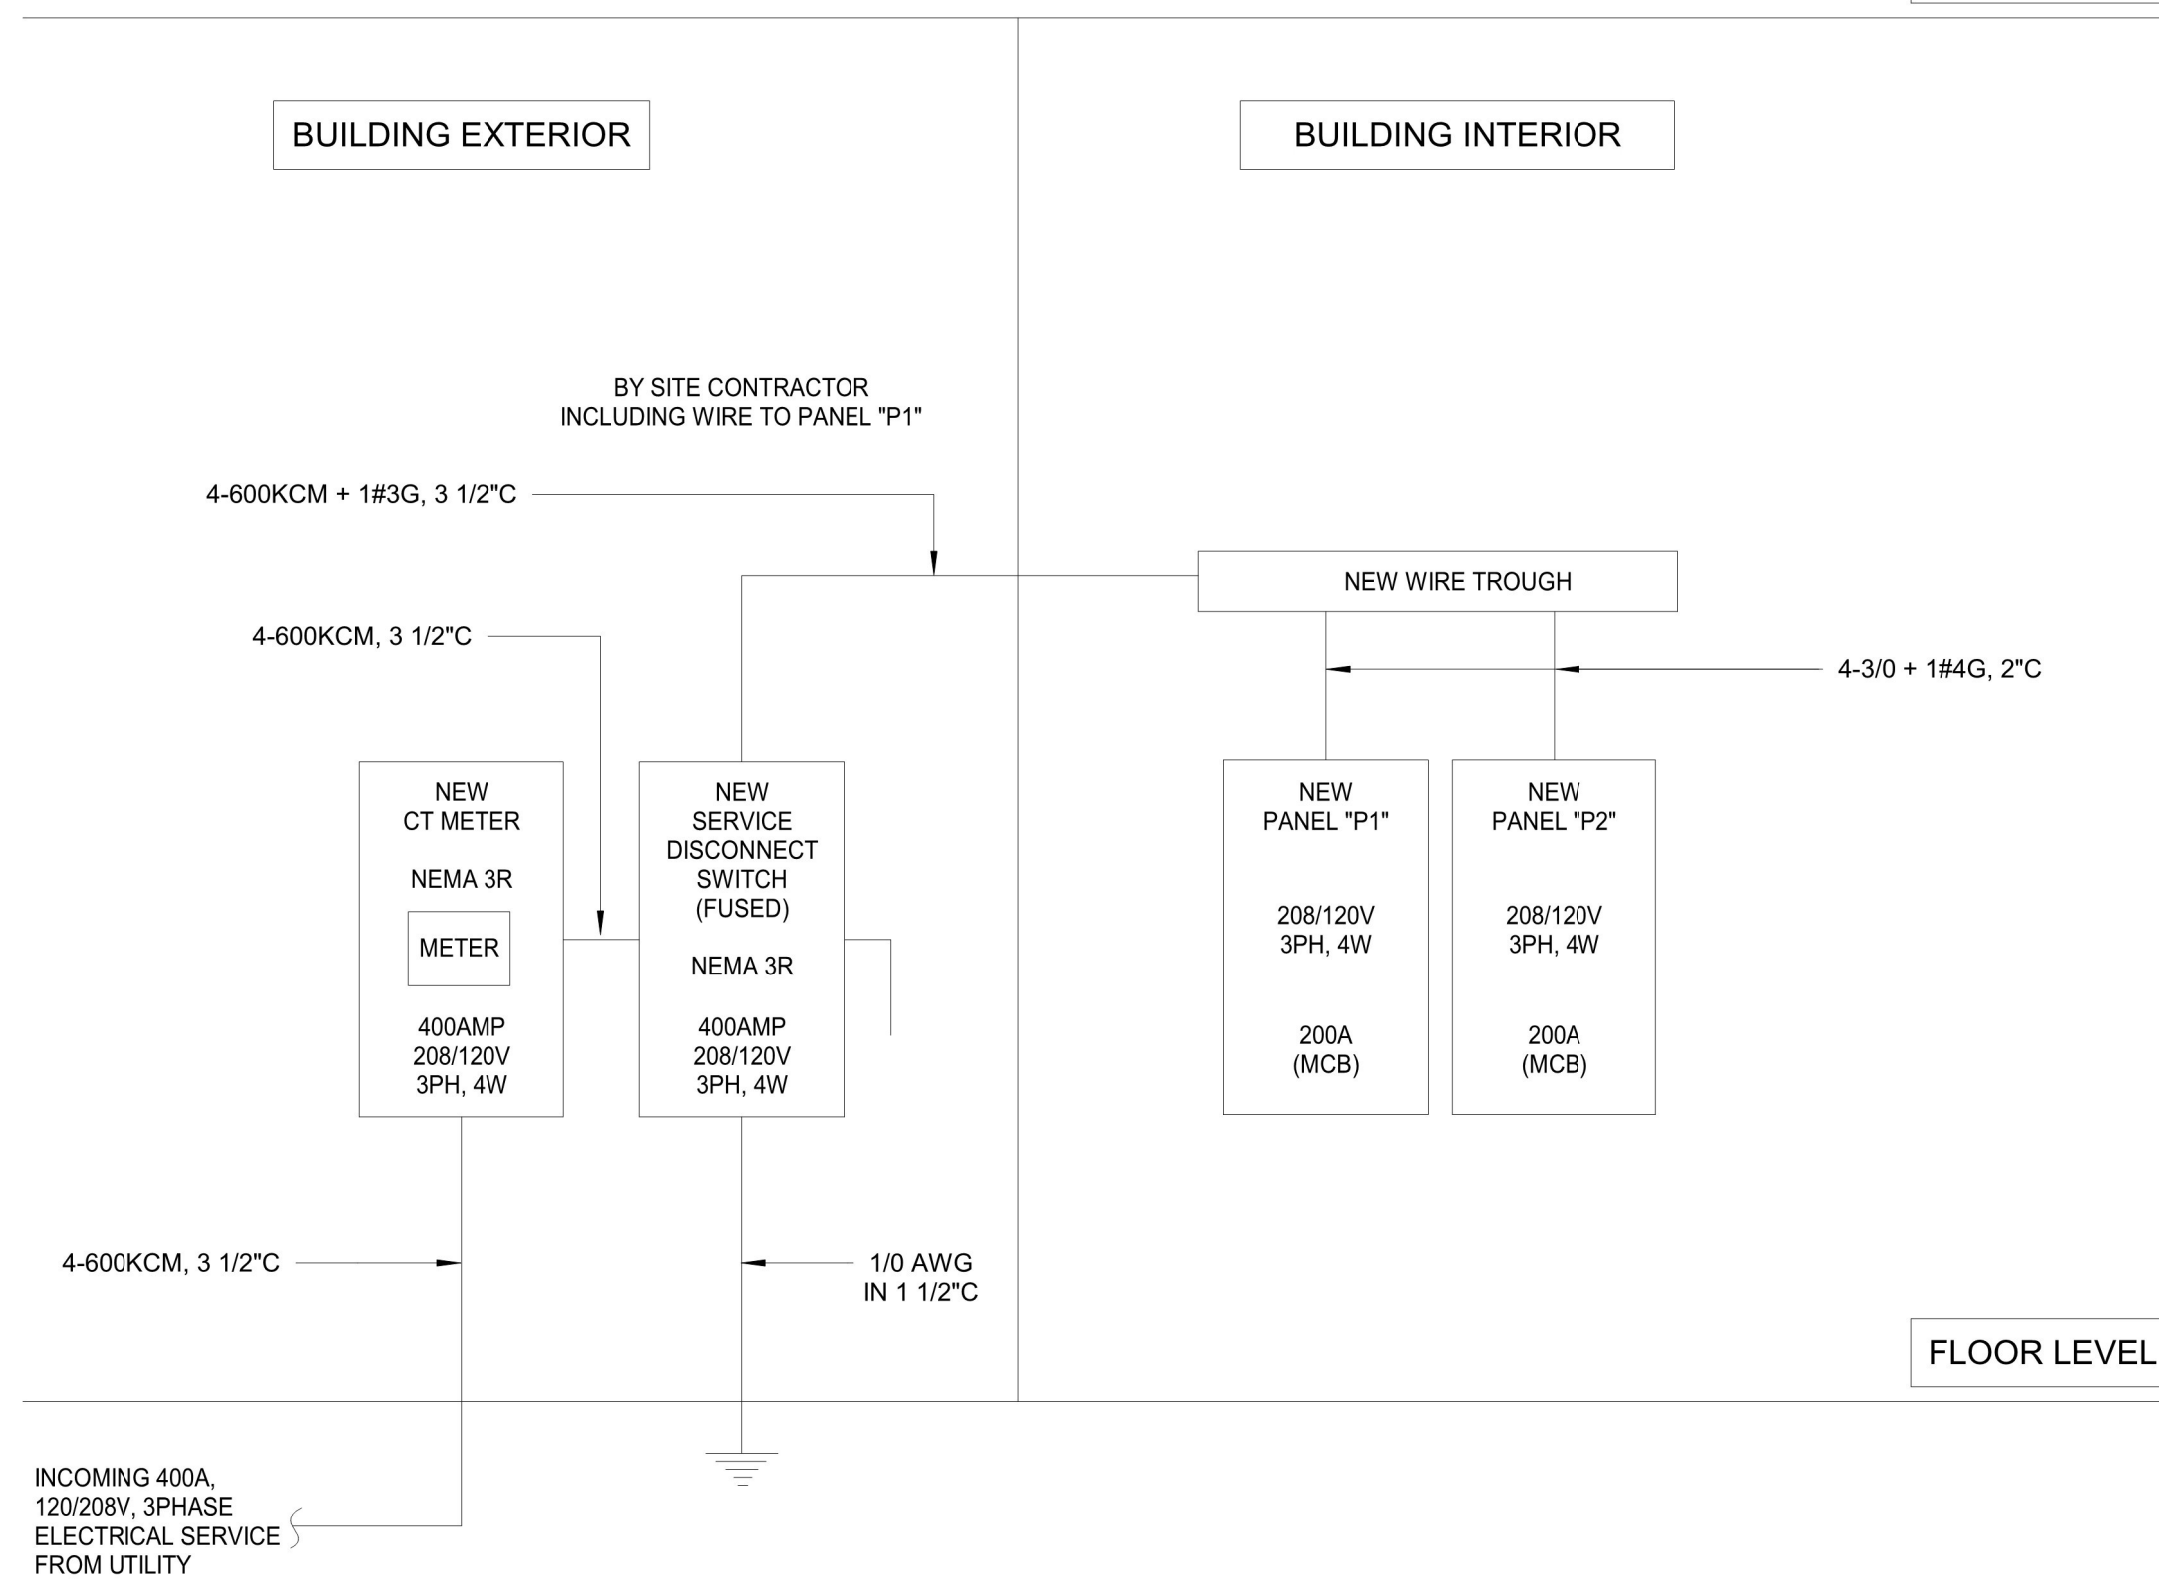 BUILDING EXTERIOR
BUILDING INTERIOR
BY SITE CONTRACTOR
INCLUDING WIRE TO PANEL "P1"
4-600KCM + 1#3G, 3 1/2"C
NEW WIRE TROUGH
4-600KCM, 3 1/2"C
4-3/0 + 1#4G, 2"C
NEW
CT METER
NEMA 3R
METER
400AMP
208/120V
3PH, 4W
NEW
SERVICE
DISCONNECT
SWITCH
(FUSED)
NEMA 3R
400AMP
208/120V
3PH, 4W
NEW
PANEL "P1"
208/120V
3PH, 4W
200A
(MCB)
NEW
PANEL "P2"
208/120V
3PH, 4W
200A
(MCB)
4-600KCM, 3 1/2"C
1/0 AWG
IN 1 1/2"C
FLOOR LEVEL
INCOMING 400A,
120/208V, 3PHASE
ELECTRICAL SERVICE
FROM UTILITY